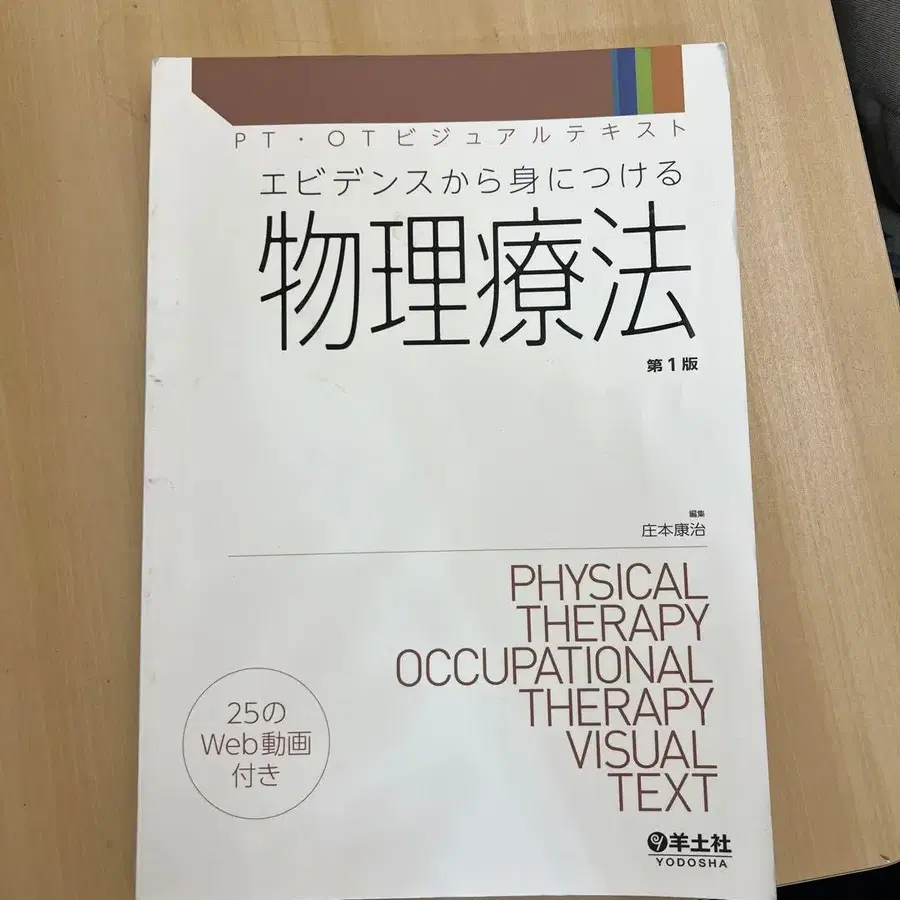 PT・OTビジュアルテキスト
エビデンスから身につける
物理療法
第1版
編集
庄本康治
PHYSICAL
THERAPY
OCCUPATIONAL
THERAPY
VISUAL
TEXT
25の
Web動画
付き
羊土社
YODOSHA